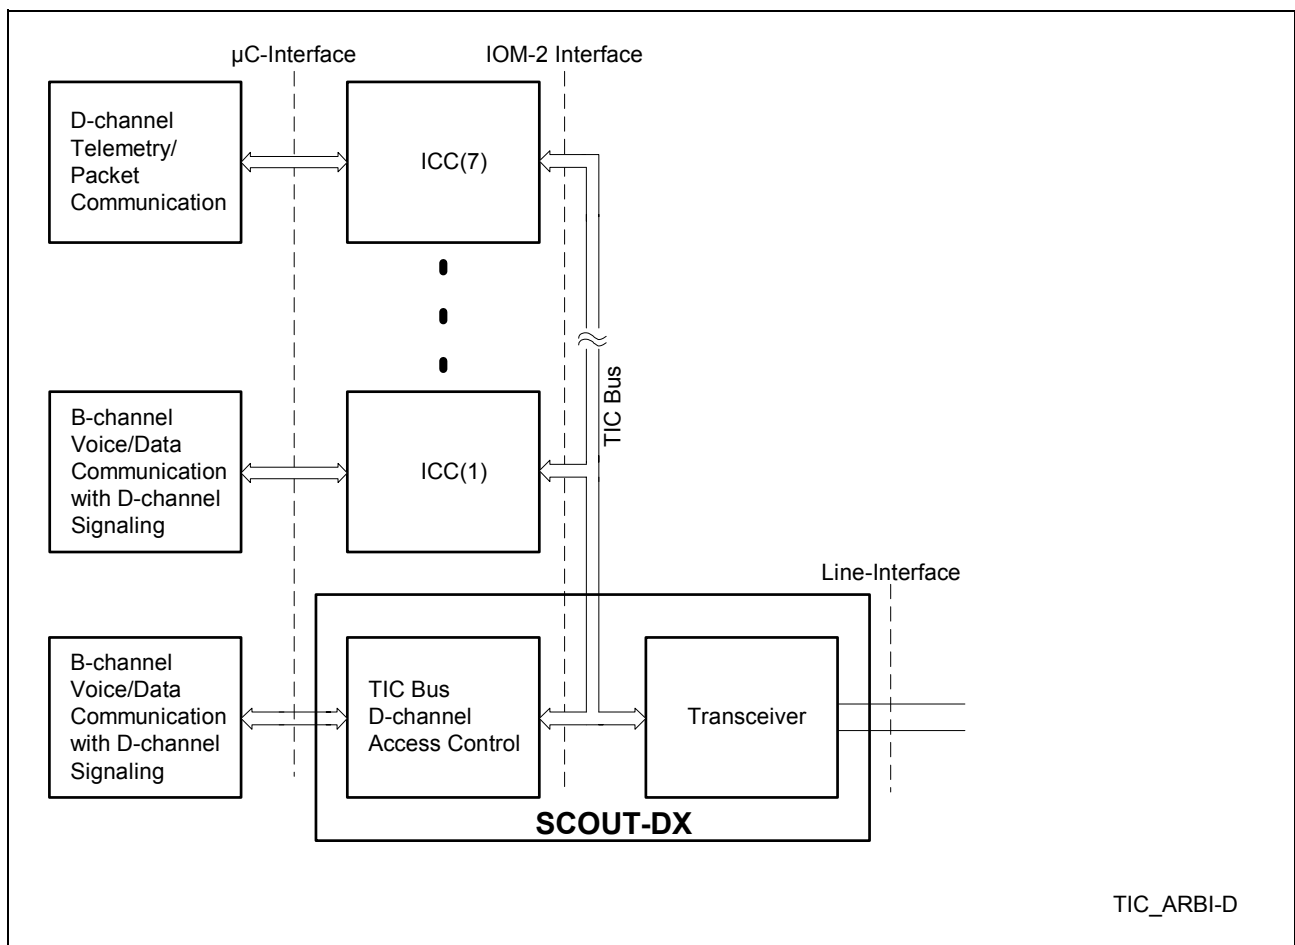 µC-Interface
IOM-2 Interface
D-channel
Telemetry/
Packet
Communication
ICC(7)
TIC Bus
B-channel
Voice/Data
Communication
with D-channel
Signaling
ICC(1)
Line-Interface
B-channel
Voice/Data
Communication
with D-channel
Signaling
TIC Bus
D-channel
Access Control
Transceiver
SCOUT-DX
TIC_ARBI-D